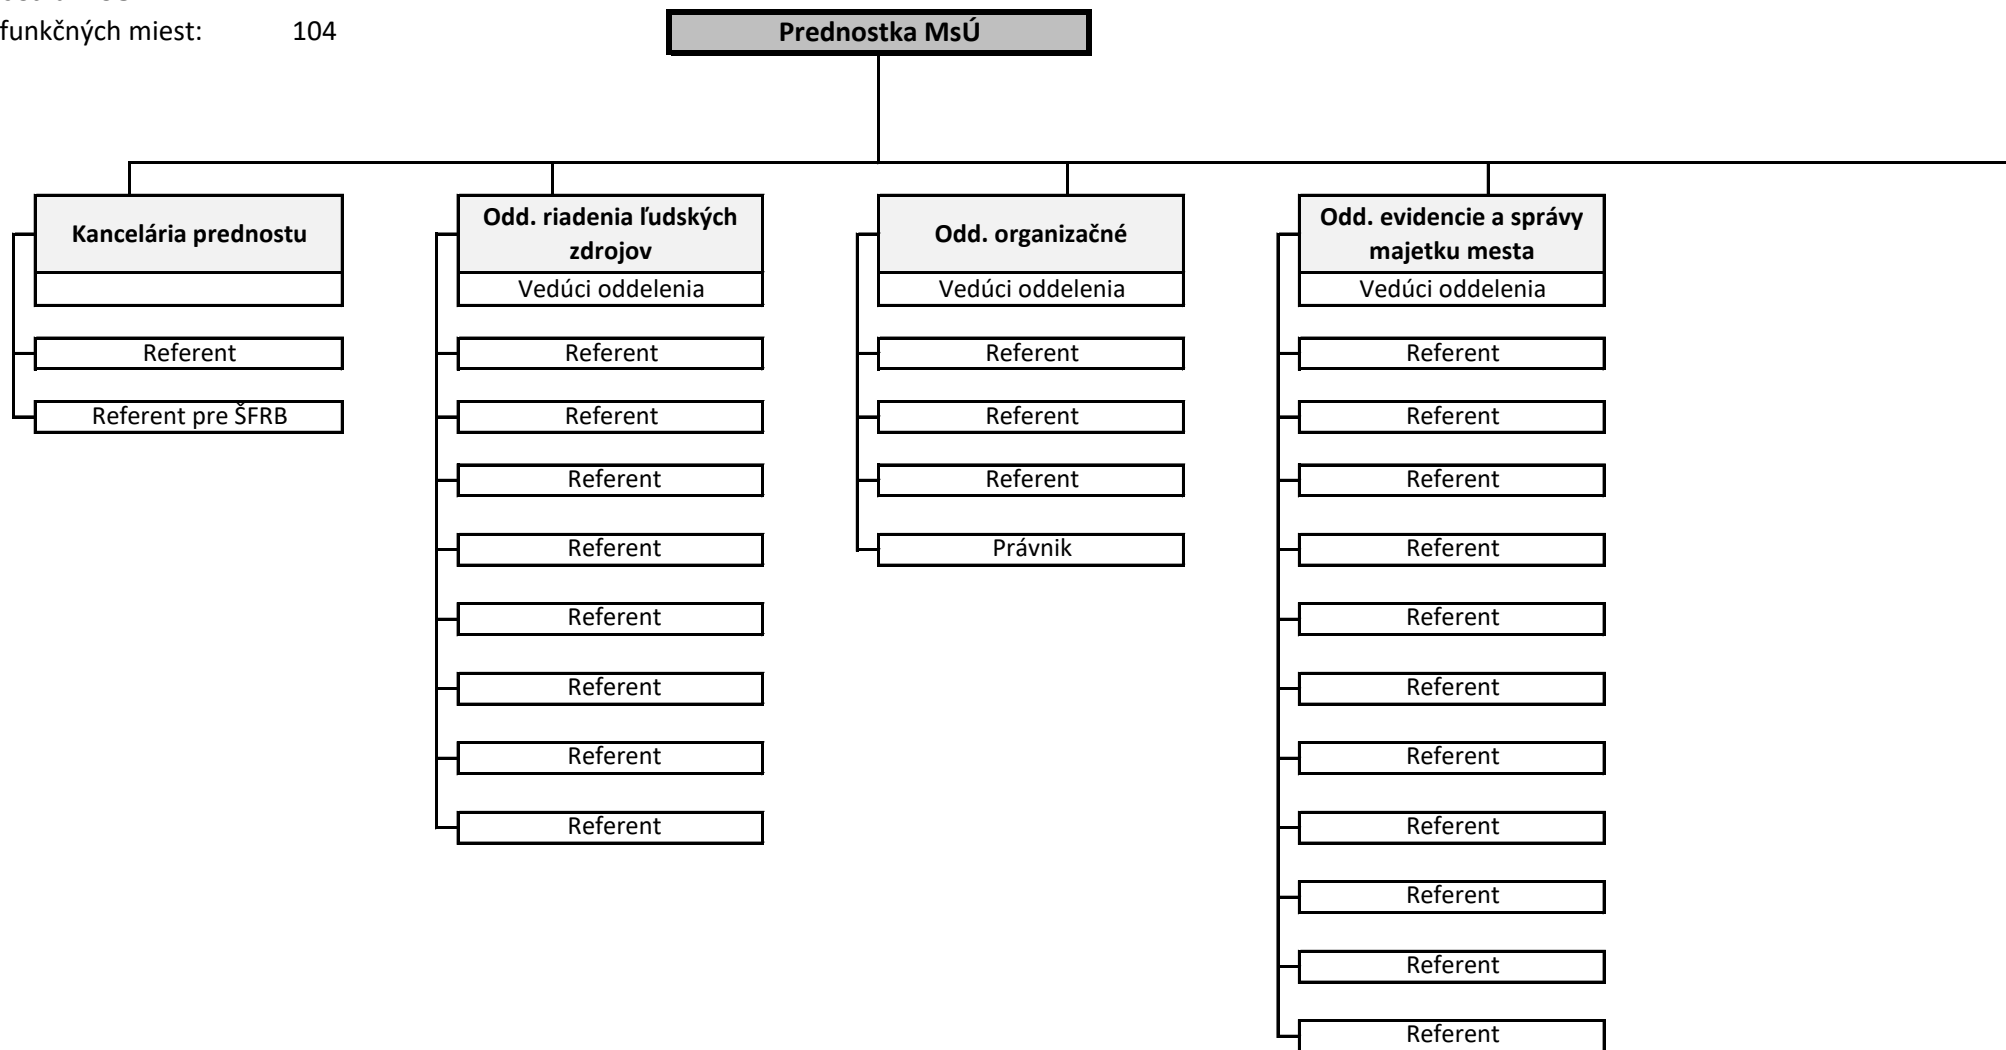 funkčných miest: 104
Prednostka MsÚ
Kancelária prednostu
Referent
Referent pre ŠFRB
Odd. riadenia ľudských
zdrojov
Vedúci oddelenia
Referent
Referent
Referent
Referent
Referent
Referent
Referent
Referent
Odd. organizačné
Vedúci oddelenia
Referent
Referent
Referent
Právnik
Odd. evidencie a správy
majetku mesta
Vedúci oddelenia
Referent
Referent
Referent
Referent
Referent
Referent
Referent
Referent
Referent
Referent
Referent